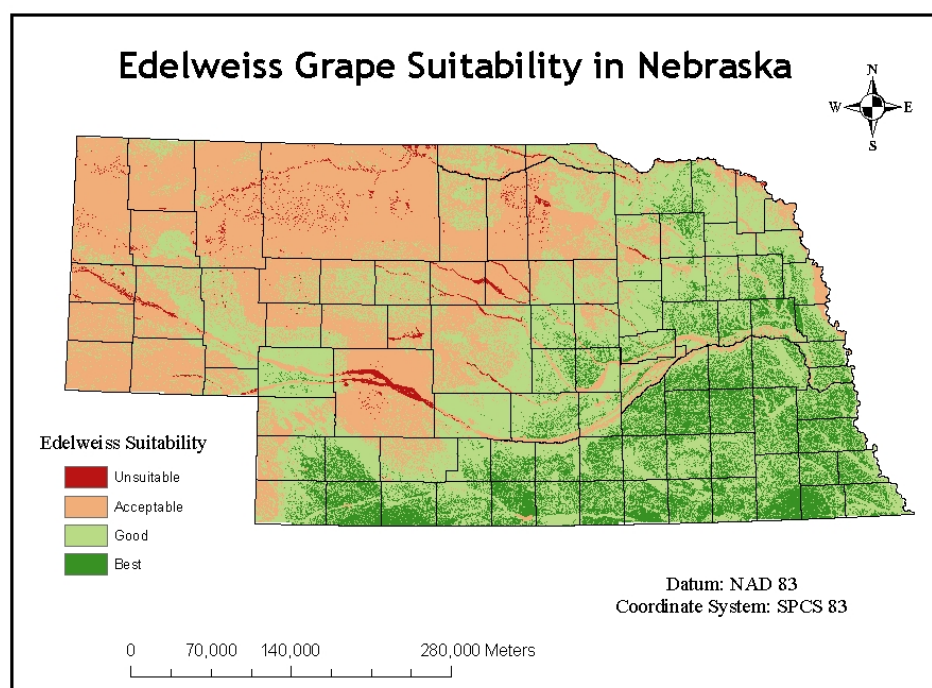 Edelweiss Grape Suitability in Nebraska
N
W E
S
Edelweiss Suitability
Unsuitable
Acceptable
Good
Best
Datum: NAD 83
Coordinate System: SPCS 83
0 70,000 140,000 280,000 Meters